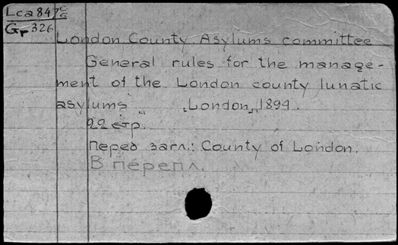 Lca 847 c/G
Gr 326
London County Asylums committee
General rules for the manage-
ment of the London county lunatic
asylums „ „London„ 1894.
22 стр.
Перед загл.: County of London.
В перепл.